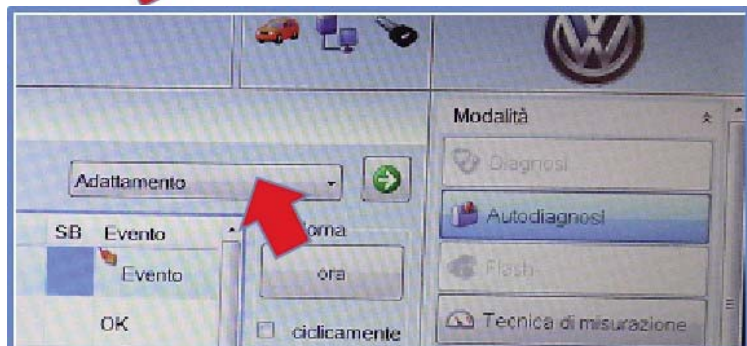 Modalità
Diagnosi
Adattamento
Autodiagnosi
SB Evento
Evento
ora
Flash
OK
ciclicamente
Tecnica di misurazione